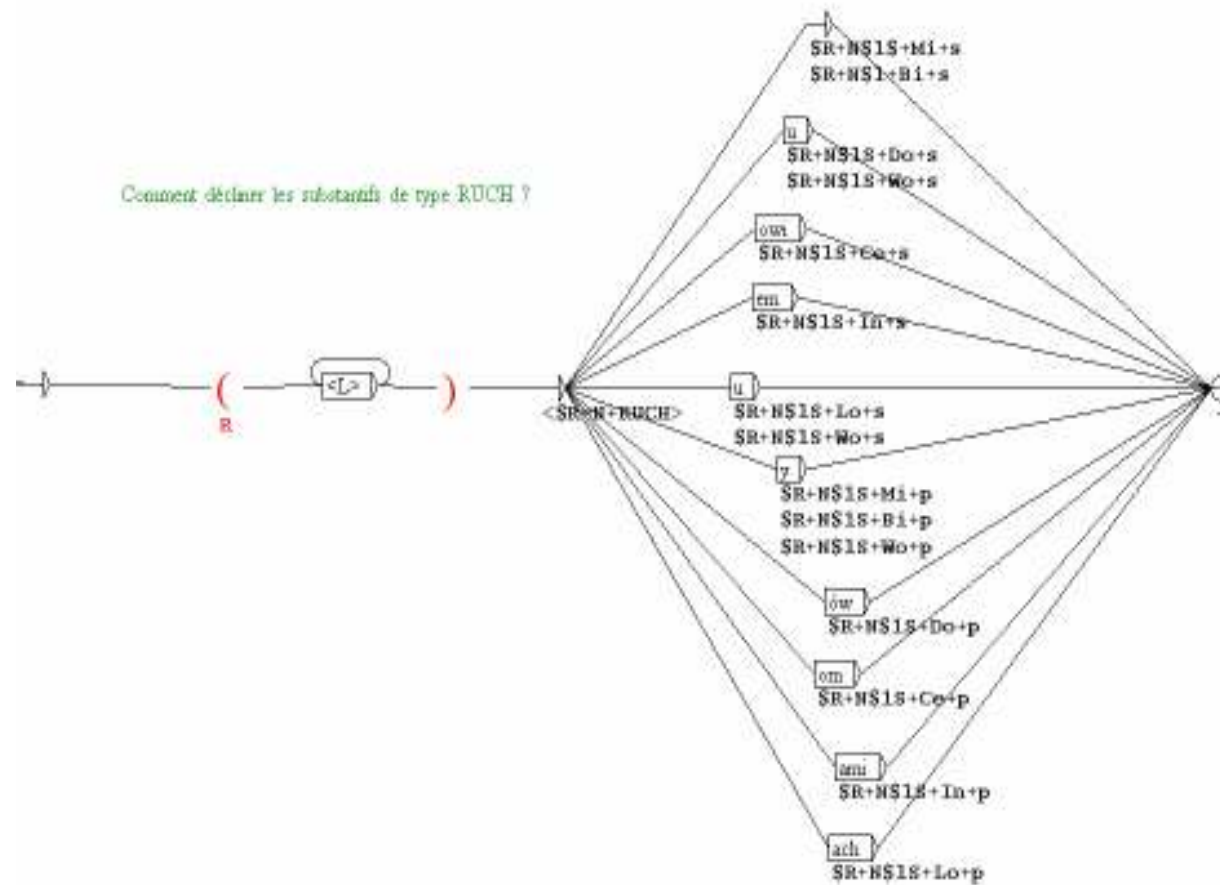 $R+N$1S+Mi+s
$R+N$1+Bi+s
u
$R+N$1S+Do+s
$R+N$1S+Wo+s
Comment décliner les substantifs de type RUCH ?
owi
$R+N$1S+Ce+s
em
$R+N$1S+In+s
<L>
(
R
)
<$R+N+RUCH>
u
$R+N$1S+Lo+s
$R+N$1S+Wo+s
y
$R+N$1S+Mi+p
$R+N$1S+Bi+p
$R+N$1S+Wo+p
ów
$R+N$1S+Do+p
om
$R+N$1S+Ce+p
ami
$R+N$1S+In+p
ach
$R+N$1S+Lo+p